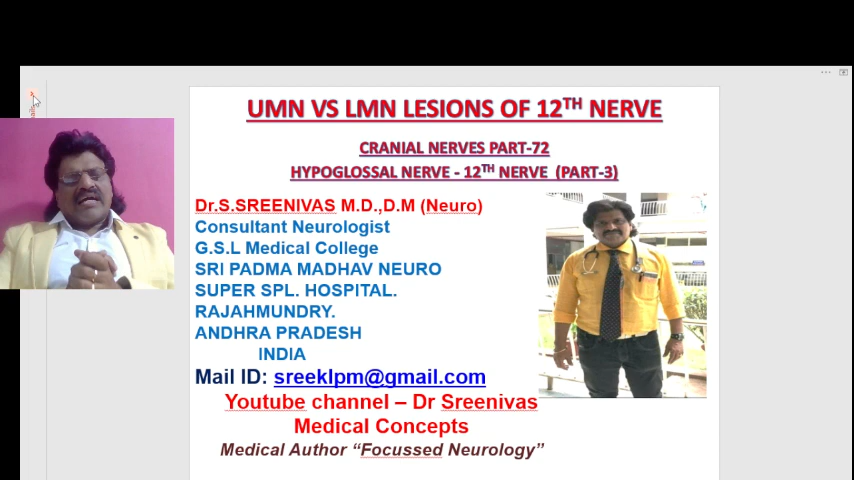 UMN VS LMN LESIONS OF 12TH NERVE
CRANIAL NERVES PART-72
HYPOGLOSSAL NERVE - 12TH NERVE (PART-3)
Dr.S.SREENIVAS M.D.,D.M (Neuro)
Consultant Neurologist
G.S.L Medical College
SRI PADMA MADHAV NEURO
SUPER SPL. HOSPITAL.
RAJAHMUNDRY.
ANDHRA PRADESH
INDIA
Mail ID: sreeklpm@gmail.com
Youtube channel – Dr Sreenivas
Medical Concepts
Medical Author “Focussed Neurology”